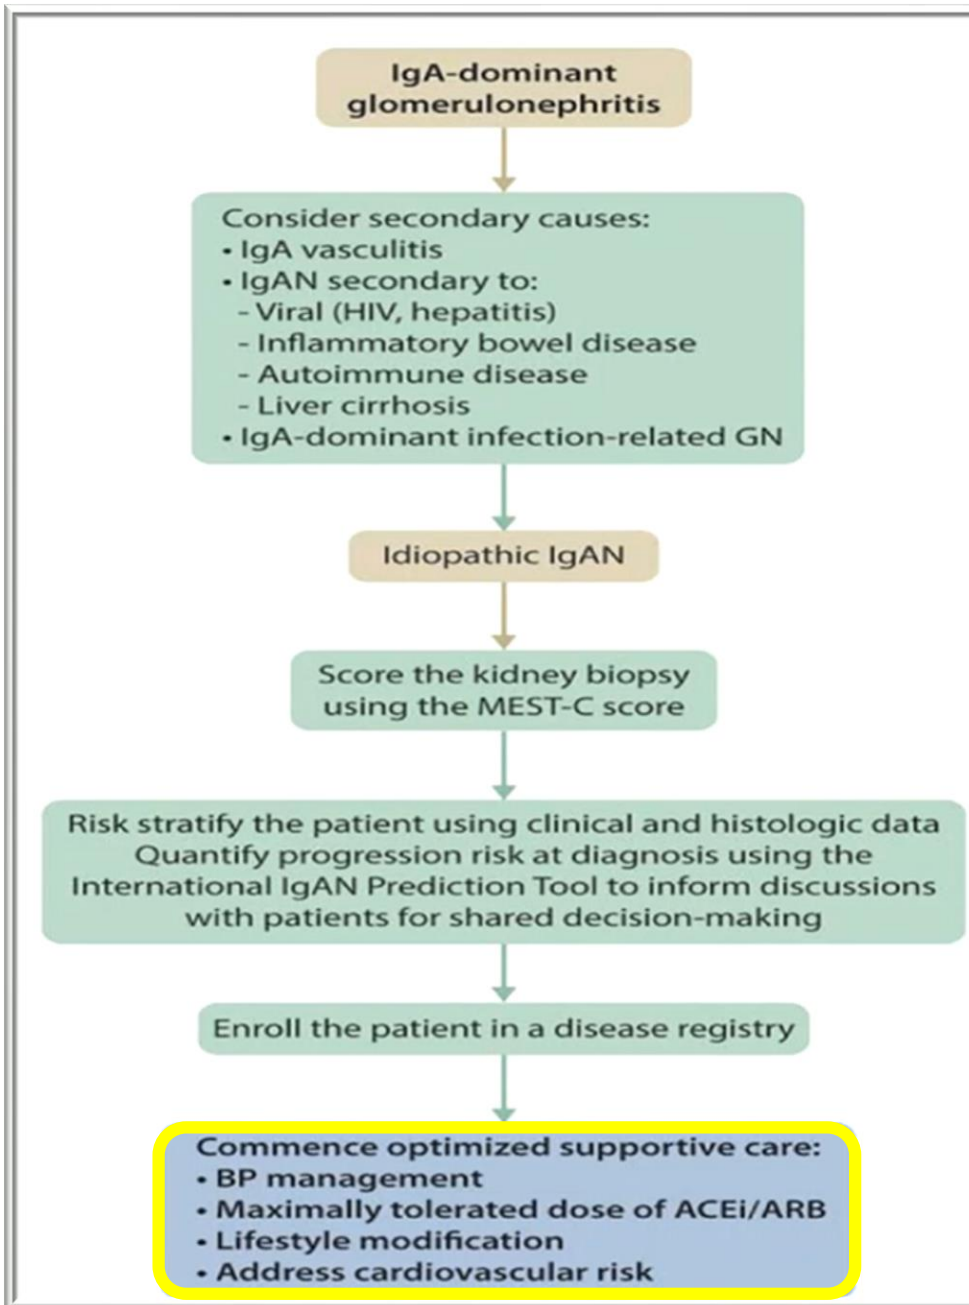 IgA-dominant
glomerulonephritis
Consider secondary causes:
• IgA vasculitis
• IgAN secondary to:
- Viral (HIV, hepatitis)
- Inflammatory bowel disease
- Autoimmune disease
- Liver cirrhosis
• IgA-dominant infection-related GN
Idiopathic IgAN
Score the kidney biopsy
using the MEST-C score
Risk stratify the patient using clinical and histologic data
Quantify progression risk at diagnosis using the
International IgAN Prediction Tool to inform discussions
with patients for shared decision-making
Enroll the patient in a disease registry
Commence optimized supportive care:
• BP management
• Maximally tolerated dose of ACEi/ARB
• Lifestyle modification
• Address cardiovascular risk